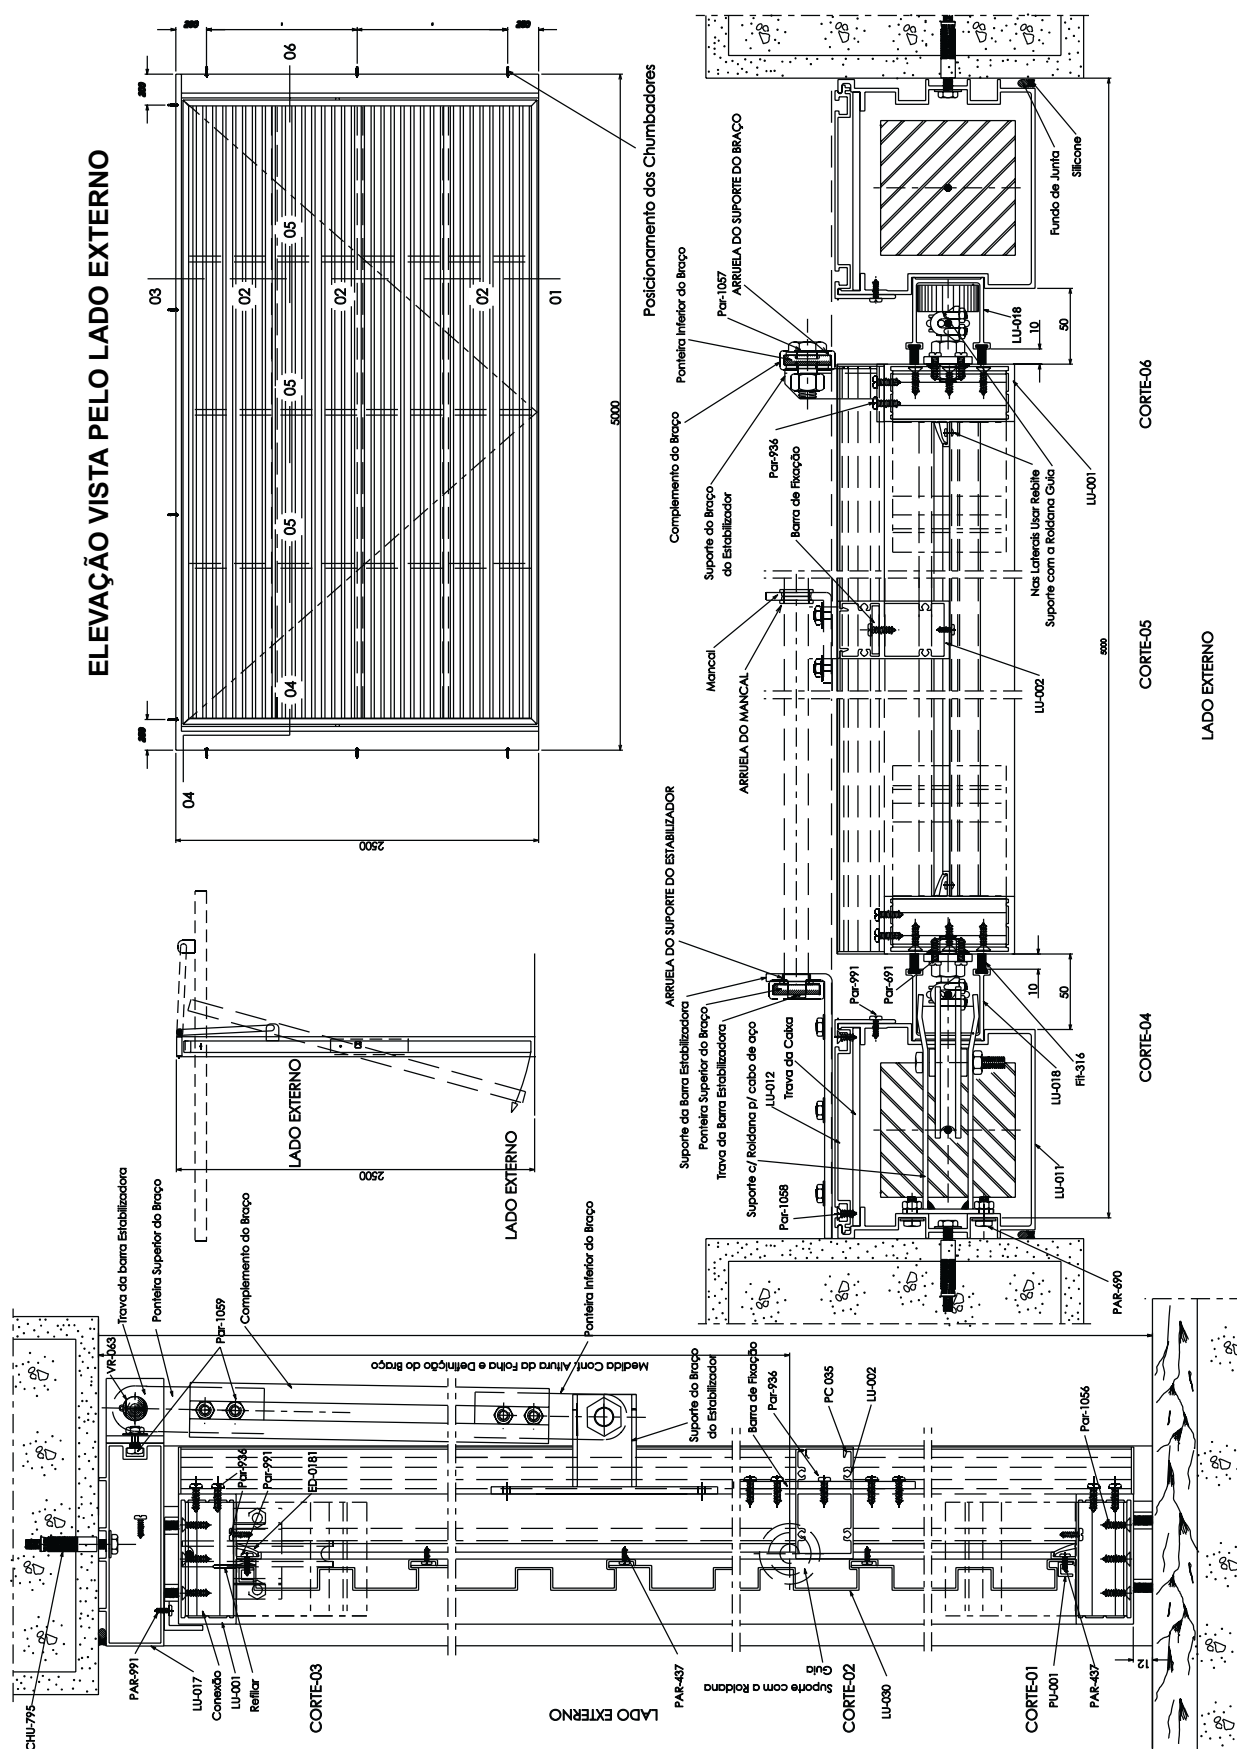 ELEVAÇÃO VISTA PELO LADO EXTERNO
04
04
05
05
05
06
03
02
02
02
01
5000
2500
Posicionamento dos Chumbadores
LADO EXTERNO
LADO EXTERNO
2500
CHU-795
PAR-991
LU-017
Conexão
LU-001
Refilar
CORTE-03
VR-063
Trava da barra Estabilizadora
Ponteira Superior do Braço
Par-1059
Complemento do Braço
Par-936
Par-991
ED-0181
Ponteira Inferior do Braço
Medida Conf. Altura da Folha e Definição do Braço
Suporte do Braço
do Estabilizador
Barra de Fixação
Par-936
PC 035
LU-002
Par-1056
LADO EXTERNO
PAR-437
Suporte com a Roldana
Guia
CORTE-02
LU-030
CORTE-01
PU-001
PAR-437
12
ARRUELA DO SUPORTE DO ESTABILIZADOR
Suporte da Barra Estabilizadora
Ponteira Superior do Braço
Trava da Barra Estabilizadora
Suporte c/ Roldana p/ cabo de aço
LU-012
Trava da Caixa
Par-1058
Par-991
Par-691
10
50
LU-018
Fit-316
LU-011
PAR-690
CORTE-04
ARRUELA DO MANCAL
Mancal
Barra de Fixação
Par-936
LU-002
5000
CORTE-05
LADO EXTERNO
Complemento do Braço
Suporte do Braço
do Estabilizador
Ponteira Inferior do Braço
Par-1057
ARRUELA DO SUPORTE DO BRAÇO
Nas Laterais Usar Rebite
Suporte com a Roldana Guia
LU-001
LU-018
10
50
Fundo de Junta
Silicone
CORTE-06